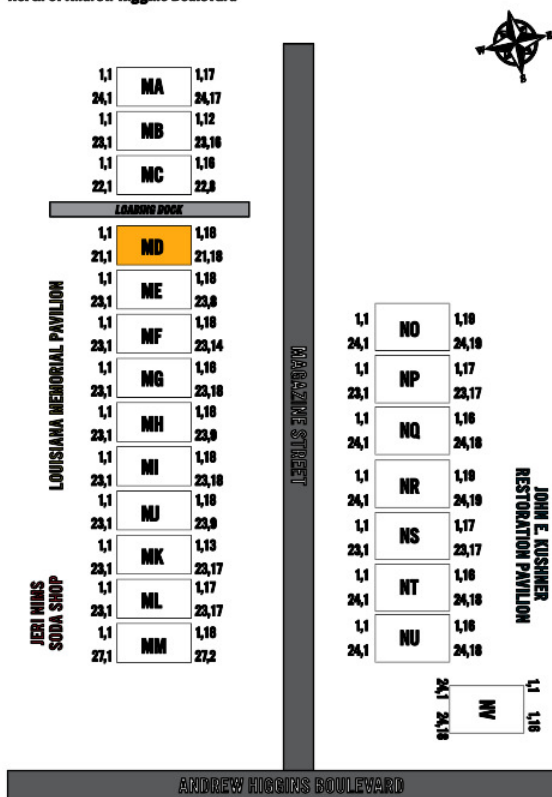 1,1 MA 1,17
24,1 24,17
1,1 MB 1,12
23,1 23,16
1,1 MC 1,16
22,1 22,8
LOADING DOCK
1,1 MD 1,18
21,1 21,18
1,1 ME 1,18
23,1 23,8
1,1 MF 1,18
23,1 23,14
1,1 MG 1,16
23,1 23,18
1,1 MH 1,18
23,1 23,9
1,1 MI 1,18
23,1 23,18
1,1 MJ 1,18
23,1 23,9
1,1 MK 1,13
23,1 23,17
1,1 ML 1,17
23,1 23,17
1,1 MM 1,18
27,1 27,2
LOUISIANA MEMORIAL PAVILION
JERI NIMS
SODA SHOP
MAGAZINE STREET
1,1 NO 1,19
24,1 24,19
1,1 NP 1,17
23,1 23,17
1,1 NQ 1,16
24,1 24,18
1,1 NR 1,19
24,1 24,19
1,1 NS 1,17
23,1 23,17
1,1 NT 1,16
24,1 24,18
1,1 NU 1,16
24,1 24,18
JOHN E. KUSHNER
RESTORATION PAVILION
1,1 NV 1,16
24,1 24,18
ANDREW HIGGINS BOULEVARD